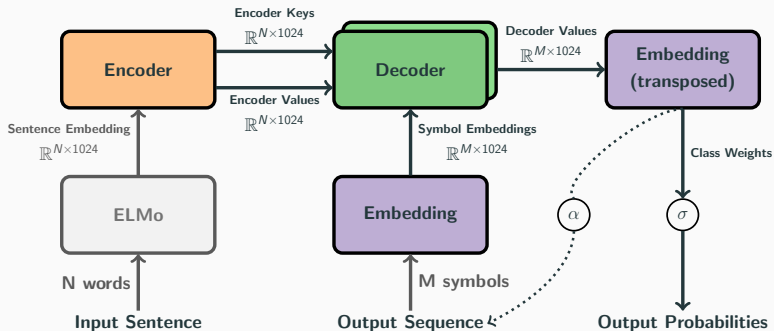 Encoder Keys
ℝ^{N×1024}
Decoder Values
ℝ^{M×1024}
Encoder
Decoder
Embedding
(transposed)
Encoder Values
ℝ^{N×1024}
Sentence Embedding
ℝ^{N×1024}
Symbol Embeddings
ℝ^{M×1024}
Class Weights
ELMo
Embedding
α
σ
N words
M symbols
Input Sentence
Output Sequence
Output Probabilities